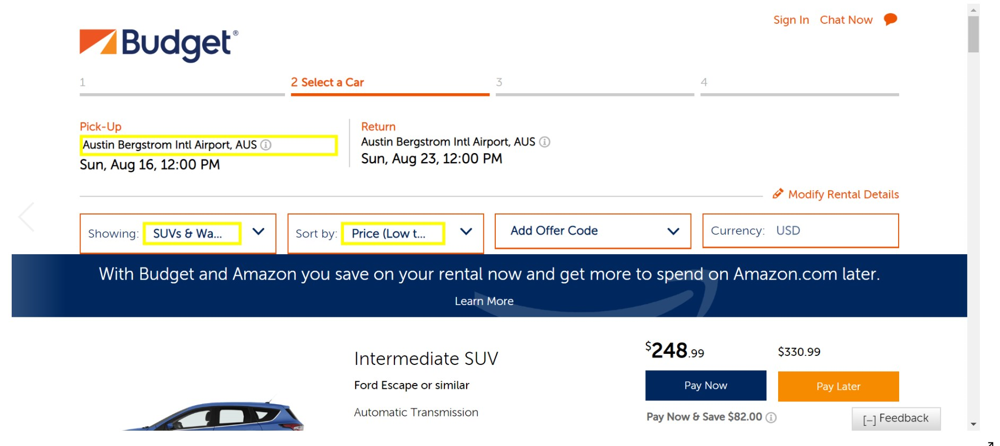 Sign In Chat Now
Budget®
1 2 Select a Car 3 4
Pick-Up
Austin Bergstrom Intl Airport, AUS
Sun, Aug 16, 12:00 PM
Return
Austin Bergstrom Intl Airport, AUS
Sun, Aug 23, 12:00 PM
Modify Rental Details
Showing: SUVs & Wa...
Sort by: Price (Low t...
Add Offer Code
Currency: USD
With Budget and Amazon you save on your rental now and get more to spend on Amazon.com later.
Learn More
Intermediate SUV
Ford Escape or similar
Automatic Transmission
$248.99
Pay Now
$330.99
Pay Later
Pay Now & Save $82.00
[–] Feedback